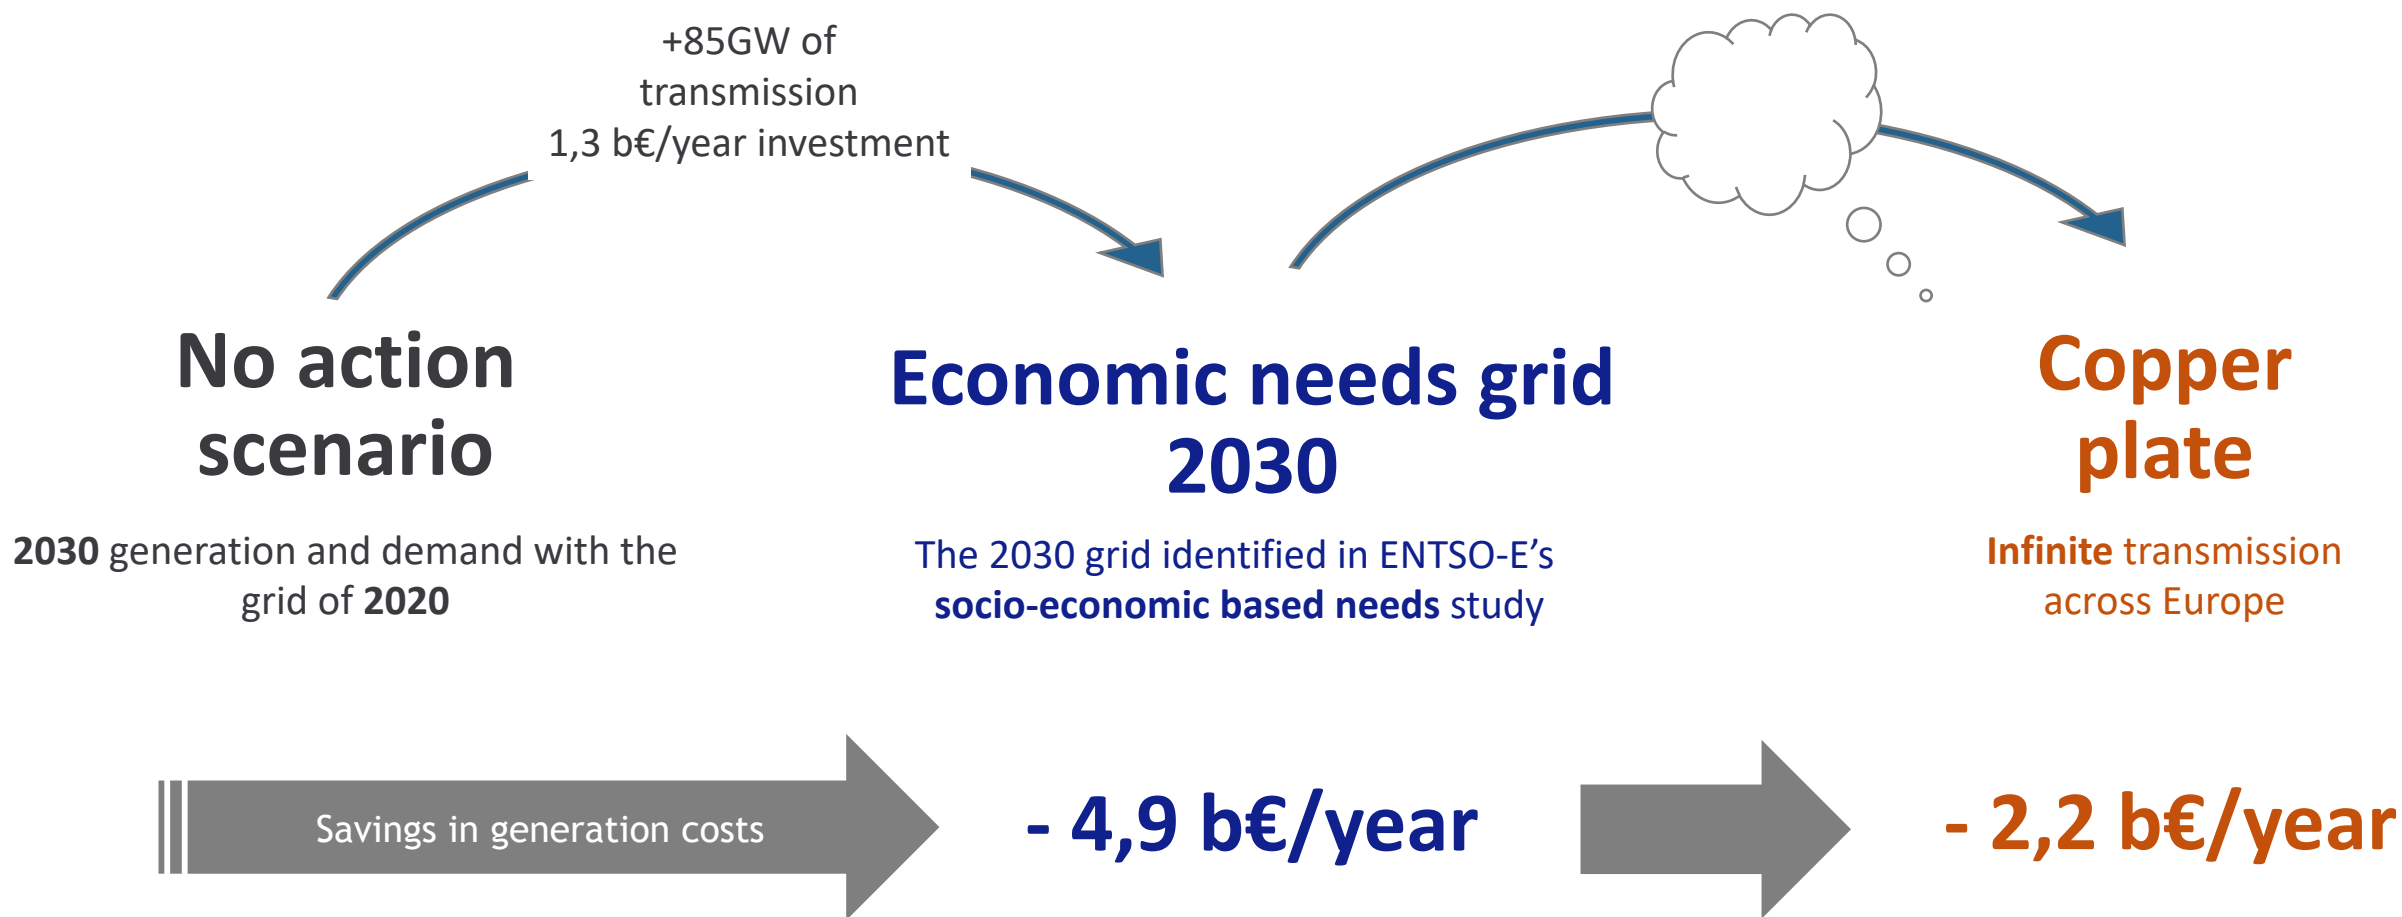 +85GW of
transmission
1,3 b€/year investment
No action
scenario
2030 generation and demand with the
grid of 2020
Economic needs grid
2030
The 2030 grid identified in ENTSO-E’s
socio-economic based needs study
Copper
plate
Infinite transmission
across Europe
Savings in generation costs
- 4,9 b€/year
- 2,2 b€/year